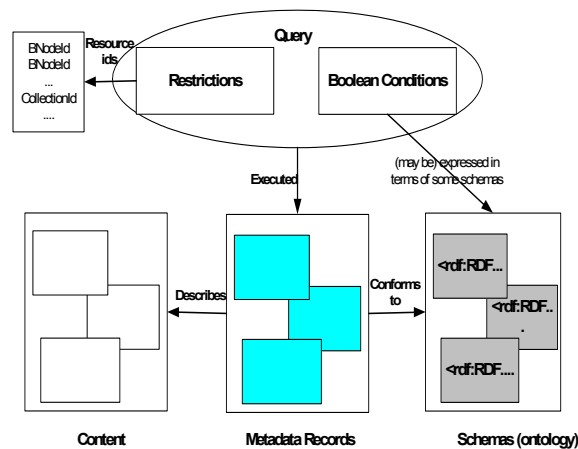 Query
BNodeId
BNodeId
...
CollectionId
....
Resource
ids
Restrictions
Boolean Conditions
Executed
(may be) expressed in
terms of some schemas
Describes
Conforms
to
<rdf:RDF...
<rdf:RDF..
.
<rdf:RDF....
Content
Metadata Records
Schemas (ontology)